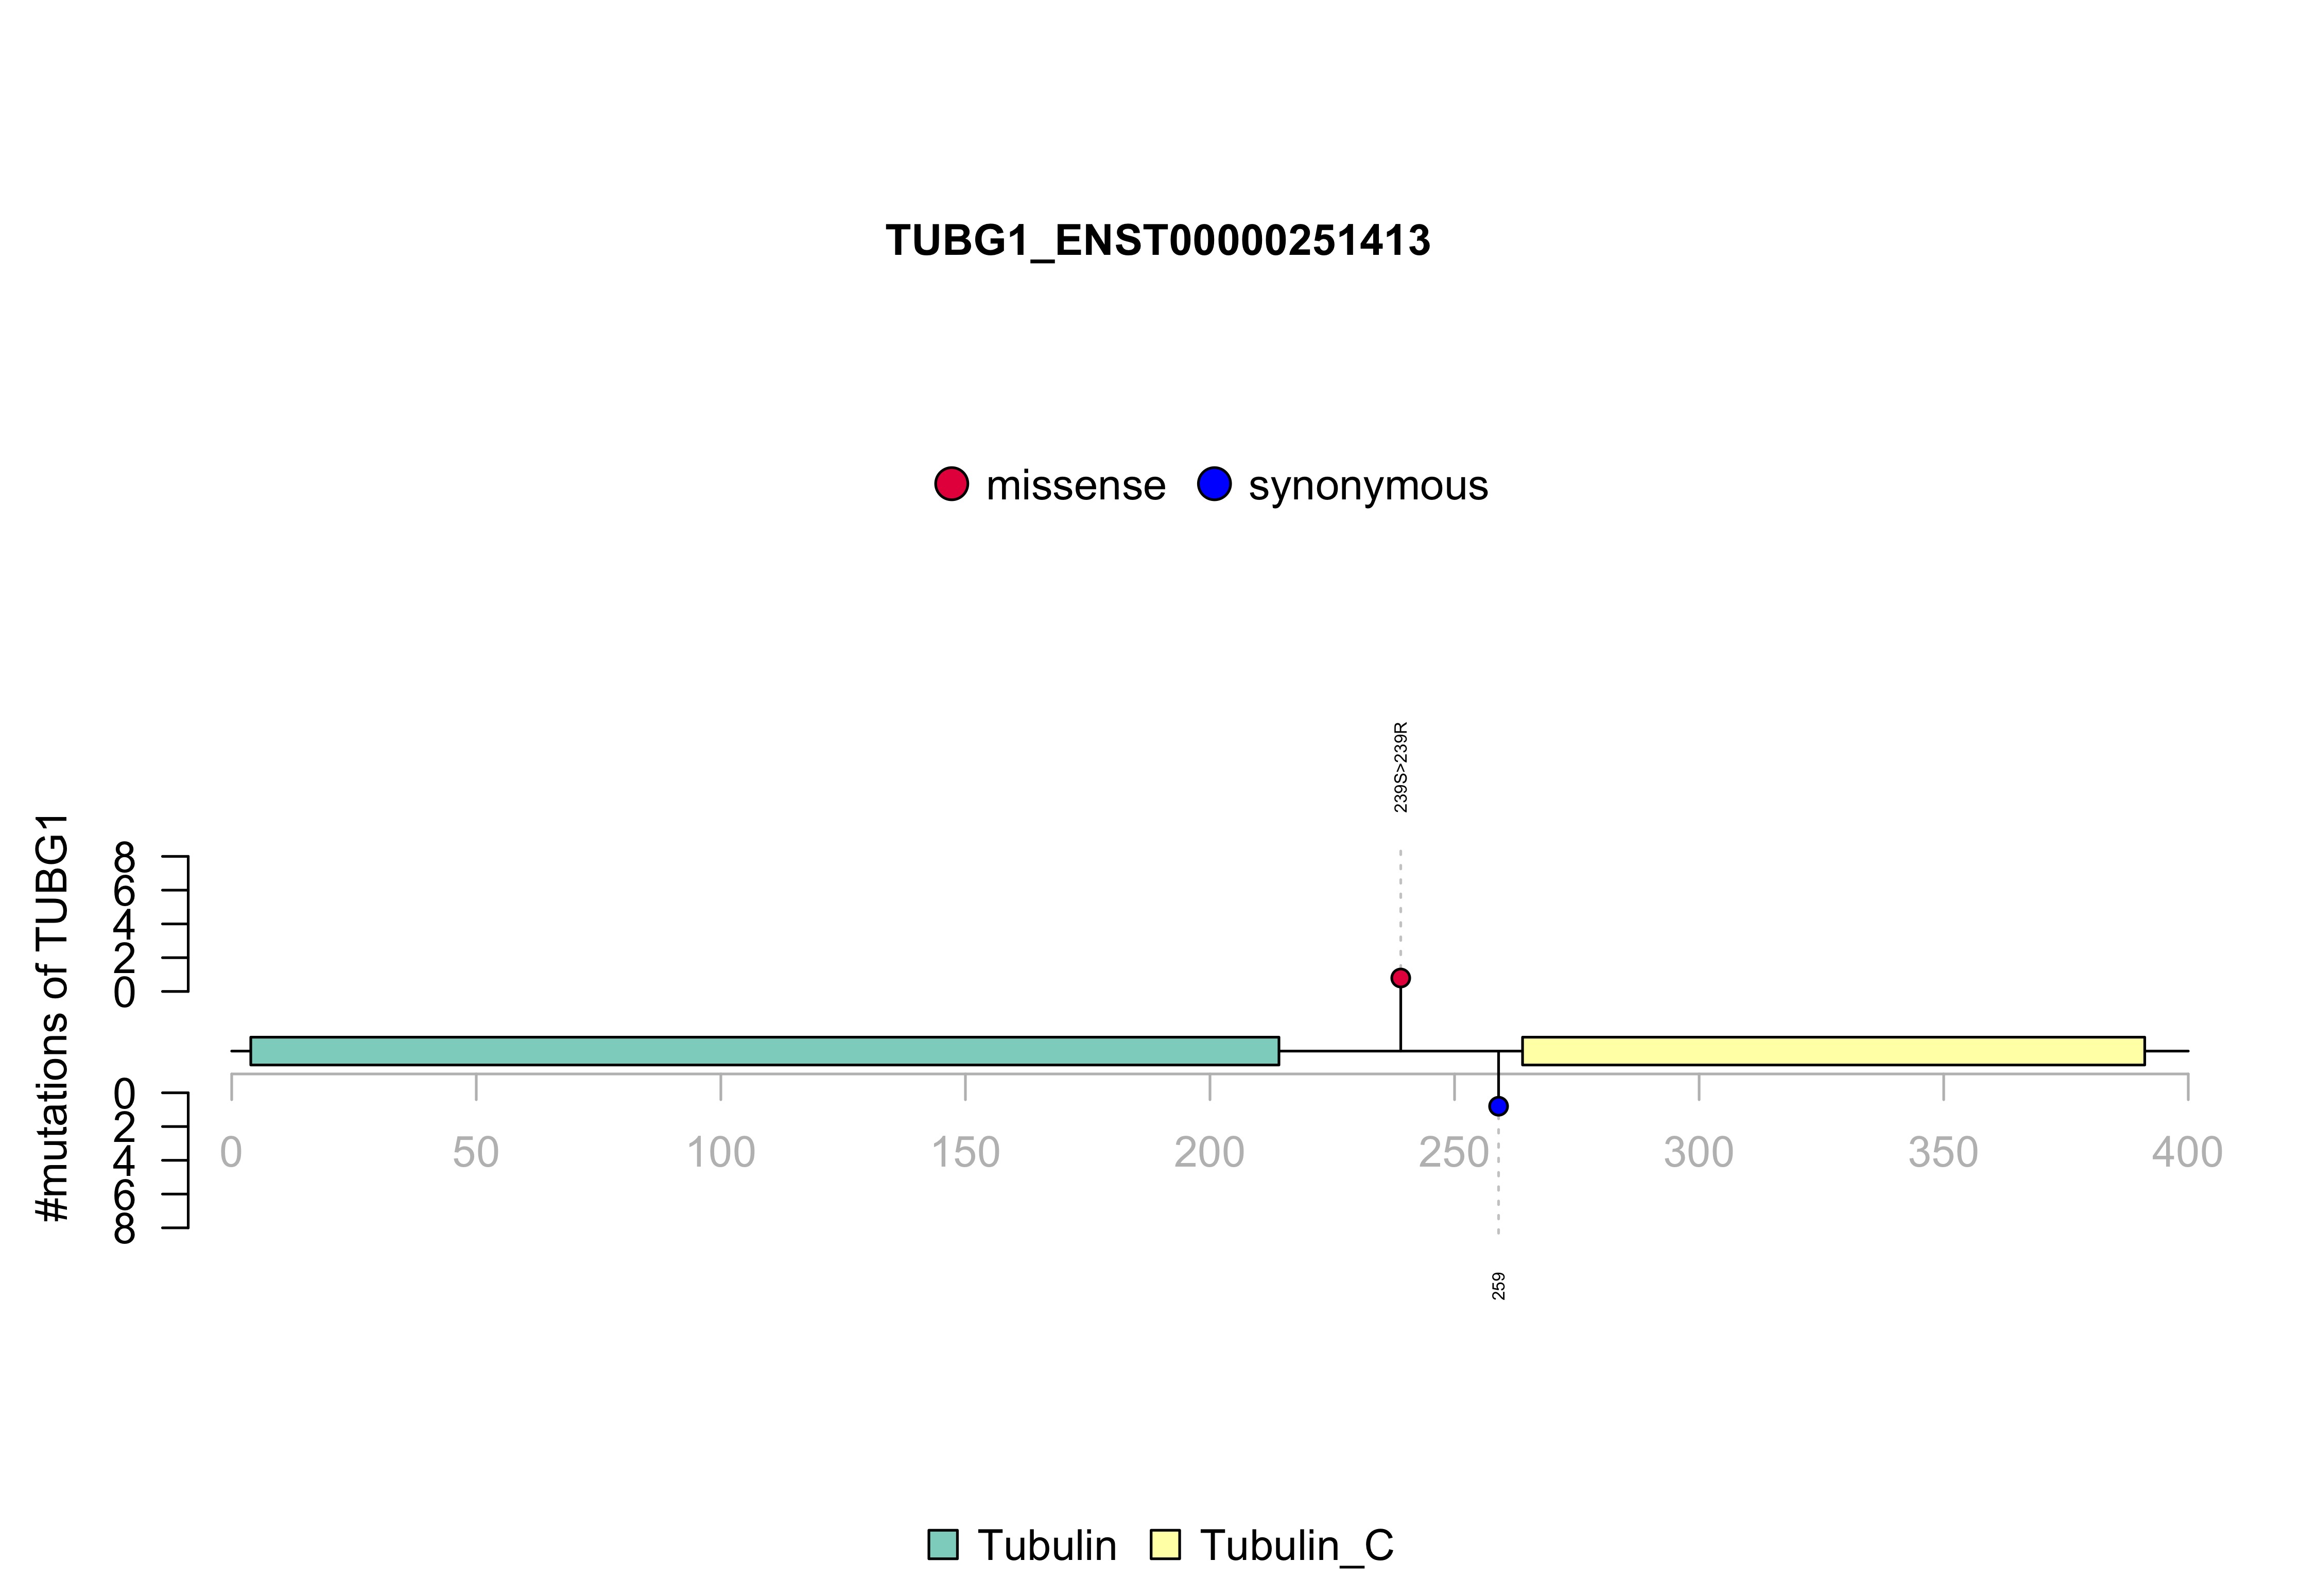 TUBG1_ENST00000251413
missense synonymous
239S>239R
#mutations of TUBG1
8
6
4
2
0
0
2
4
6
8
0 50 100 150 200 250 300 350 400
259
Tubulin Tubulin_C